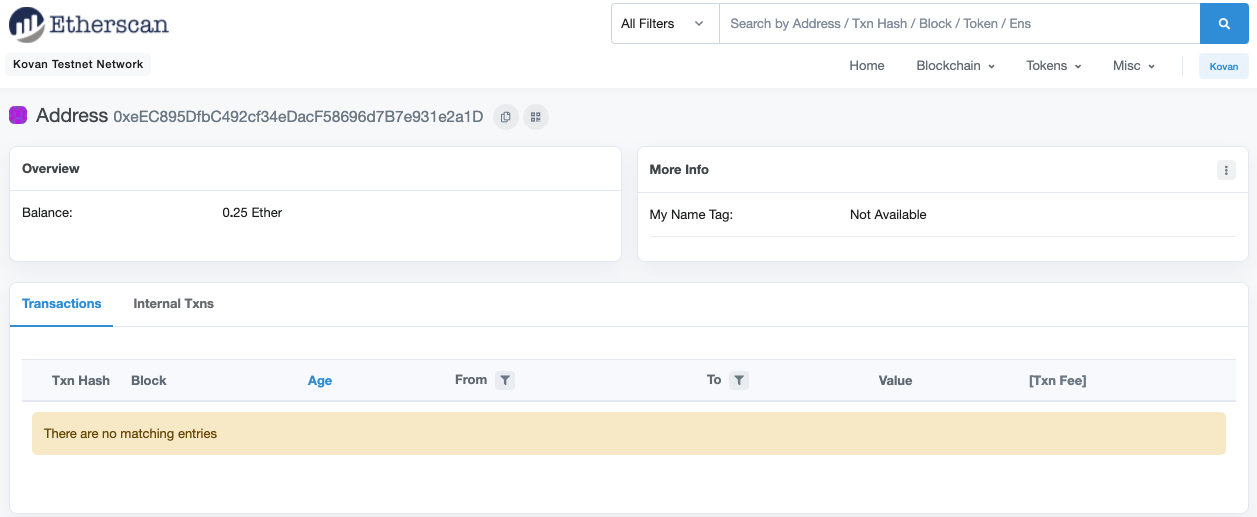 Etherscan
All Filters
Search by Address / Txn Hash / Block / Token / Ens
Kovan Testnet Network
Home Blockchain Tokens Misc Kovan
Address 0xeEC895DfbC492cf34eDacF58696d7B7e931e2a1D
Overview
Balance: 0.25 Ether
More Info
My Name Tag: Not Available
Transactions Internal Txns
Txn Hash Block Age From To Value [Txn Fee]
There are no matching entries